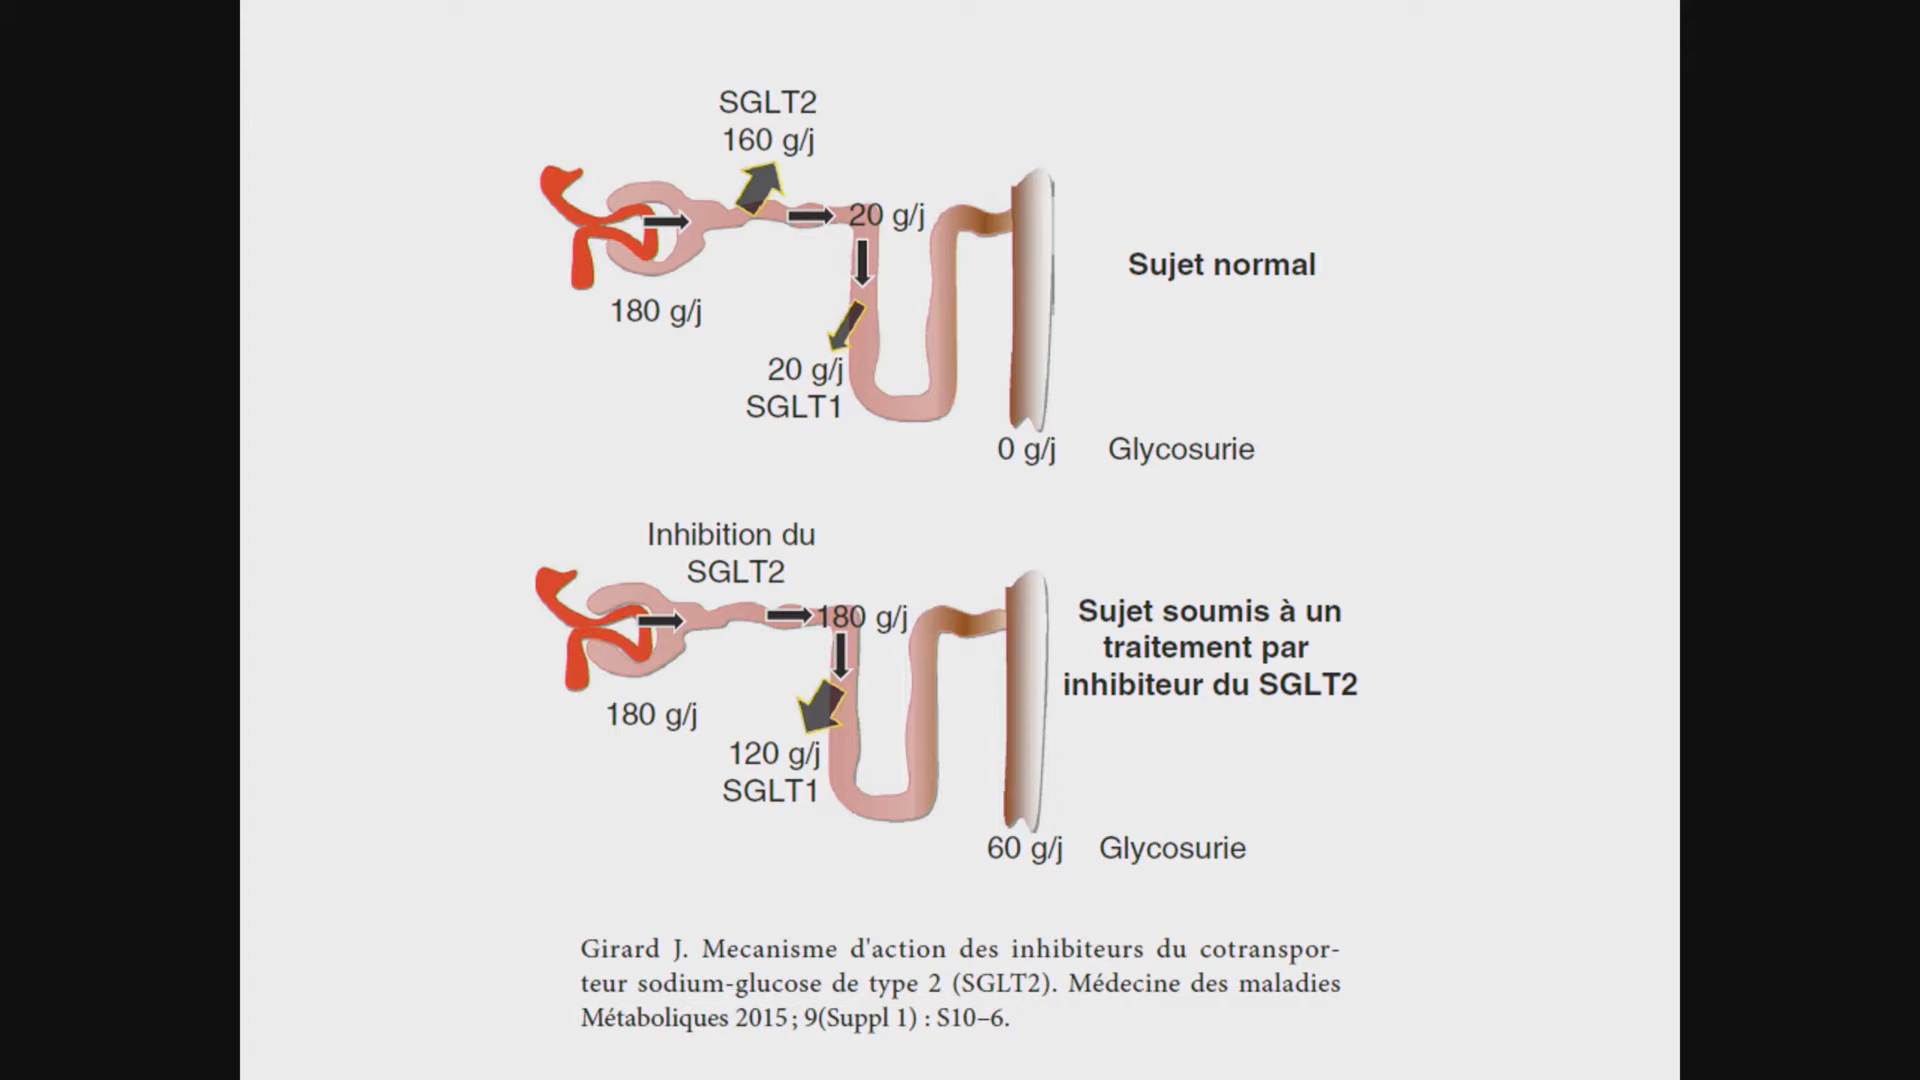 SGLT2
160 g/j
20 g/j
180 g/j
Sujet normal
20 g/j
SGLT1
0 g/j Glycosurie
Inhibition du
SGLT2
180 g/j
Sujet soumis à un
traitement par
inhibiteur du SGLT2
180 g/j
120 g/j
SGLT1
60 g/j Glycosurie
Girard J. Mecanisme d'action des inhibiteurs du cotranspor-
teur sodium-glucose de type 2 (SGLT2). Médecine des maladies
Métaboliques 2015 ; 9(Suppl 1) : S10–6.